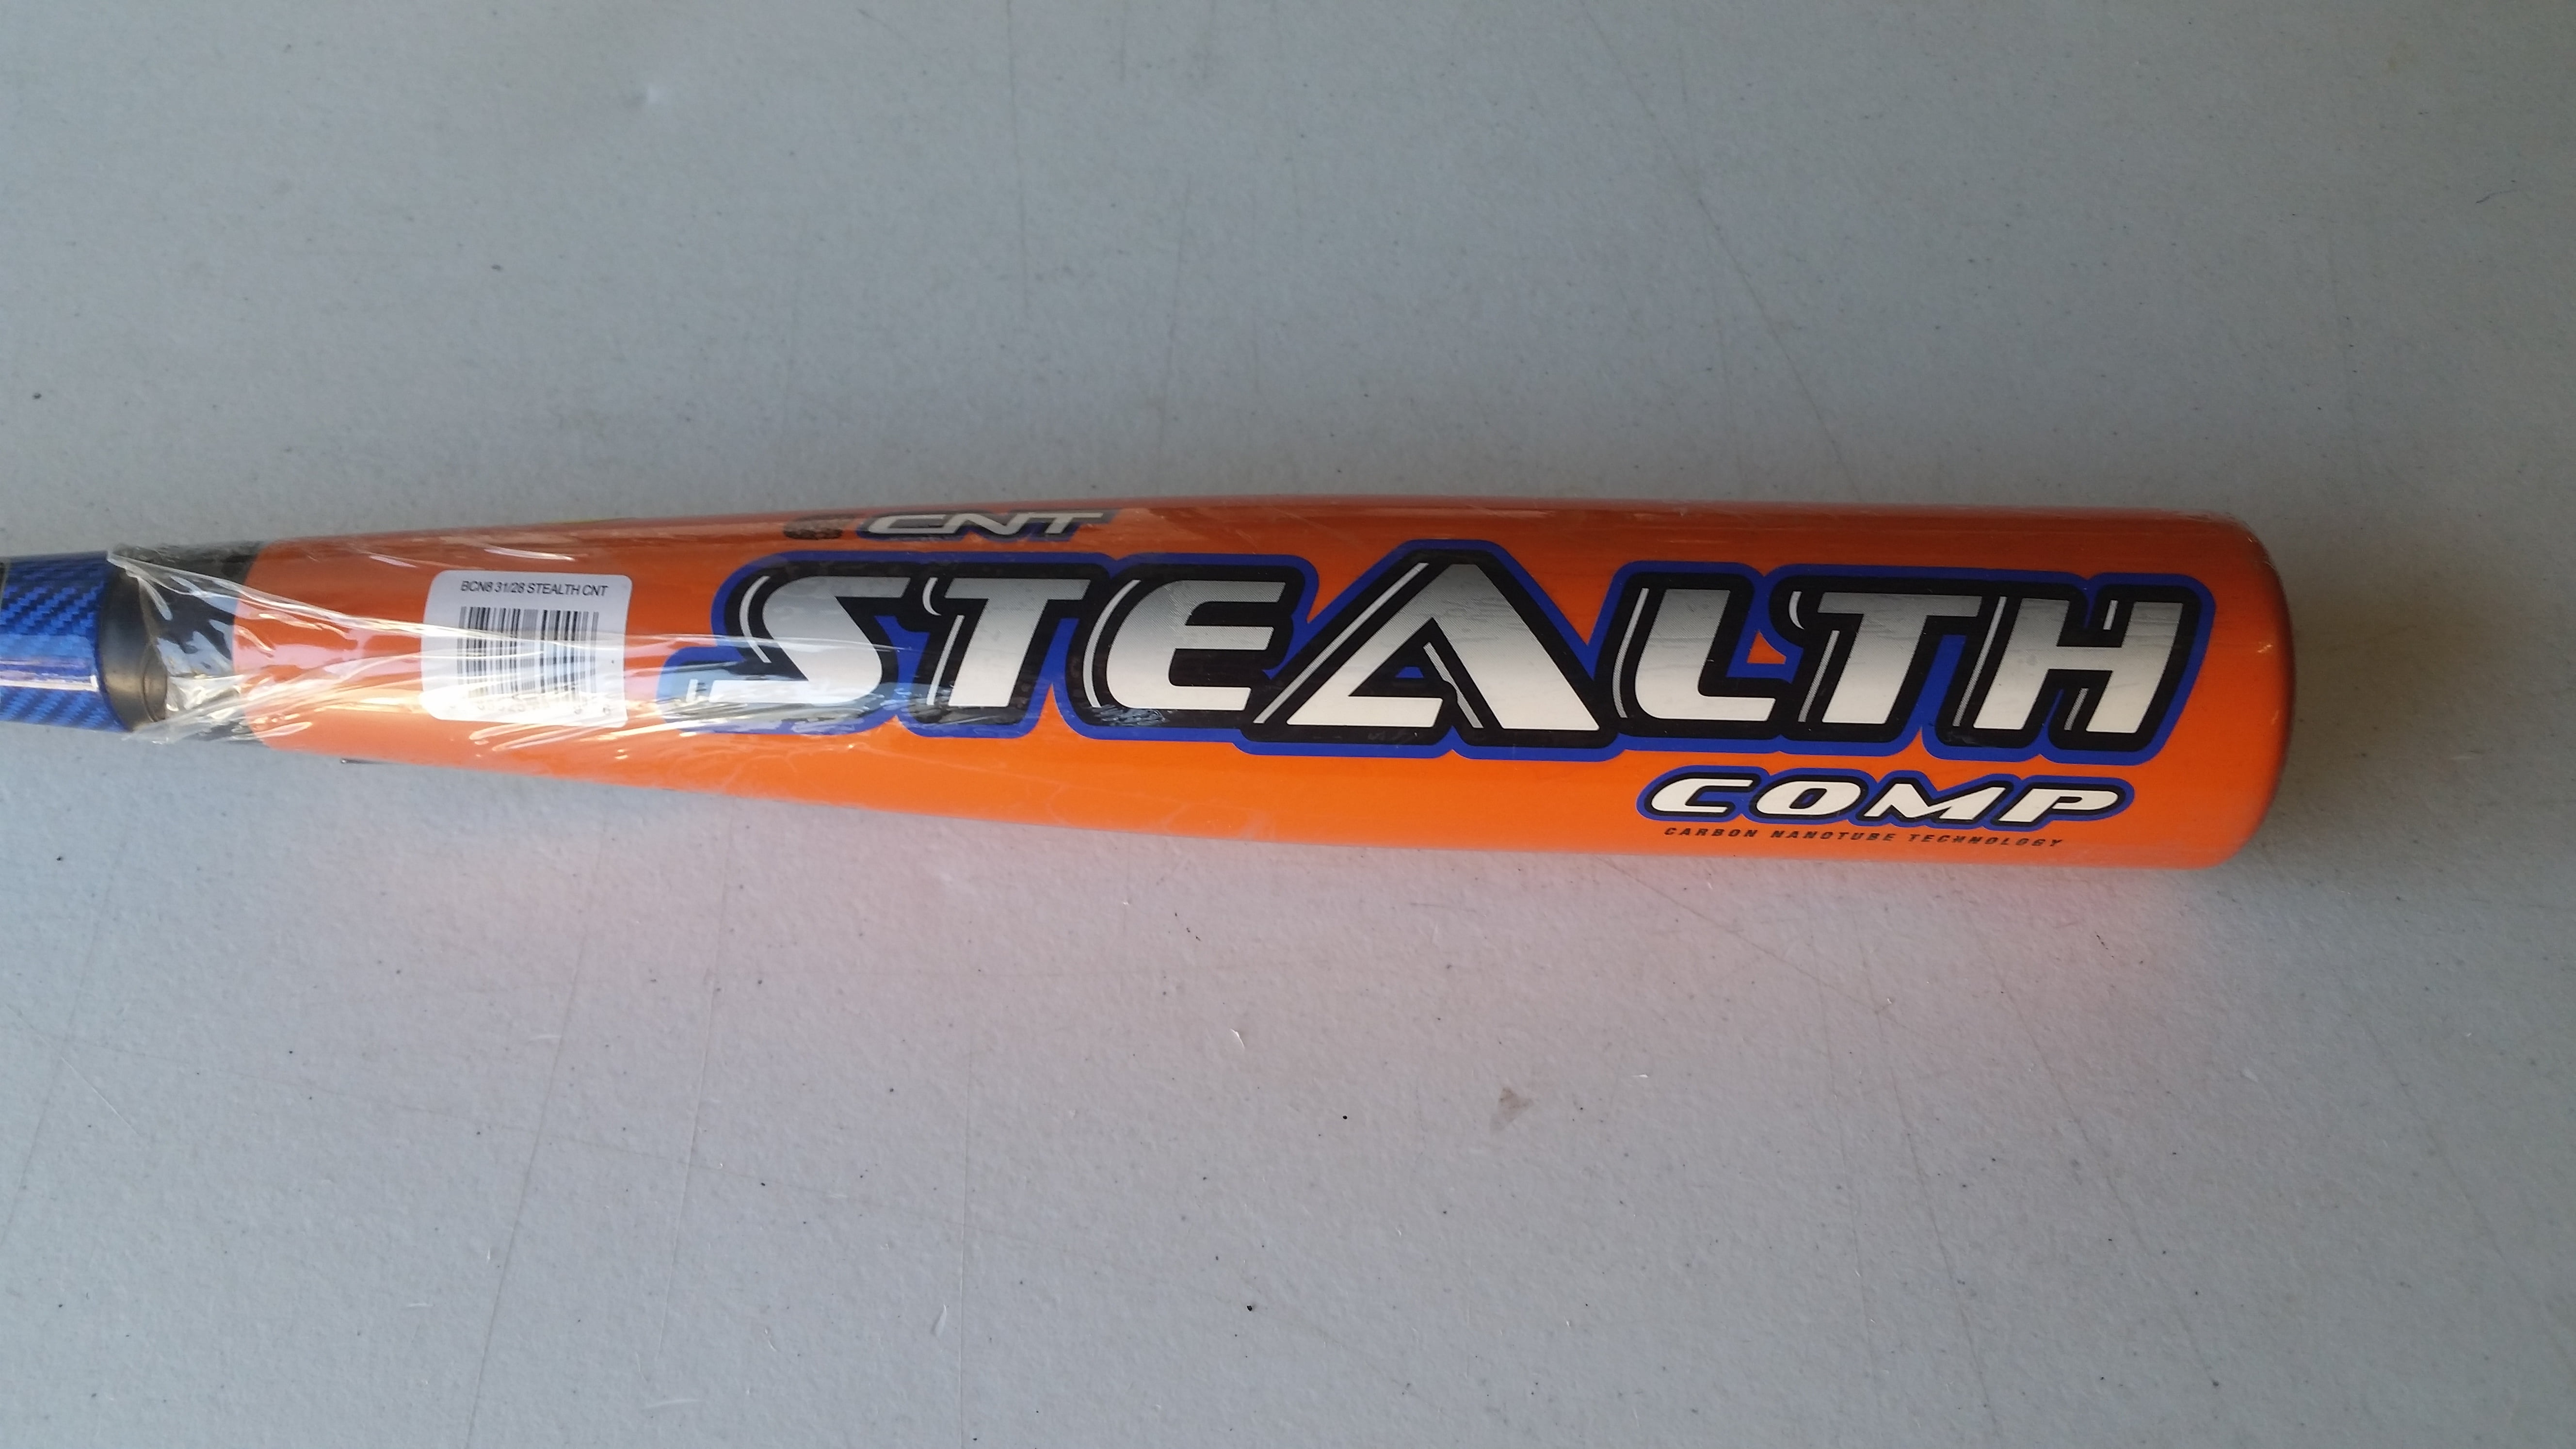 CNT
BCN8 31/28 STEALTH CNT
STEALTH
COMP
CARBON NANOTUBE TECHNOLOGY